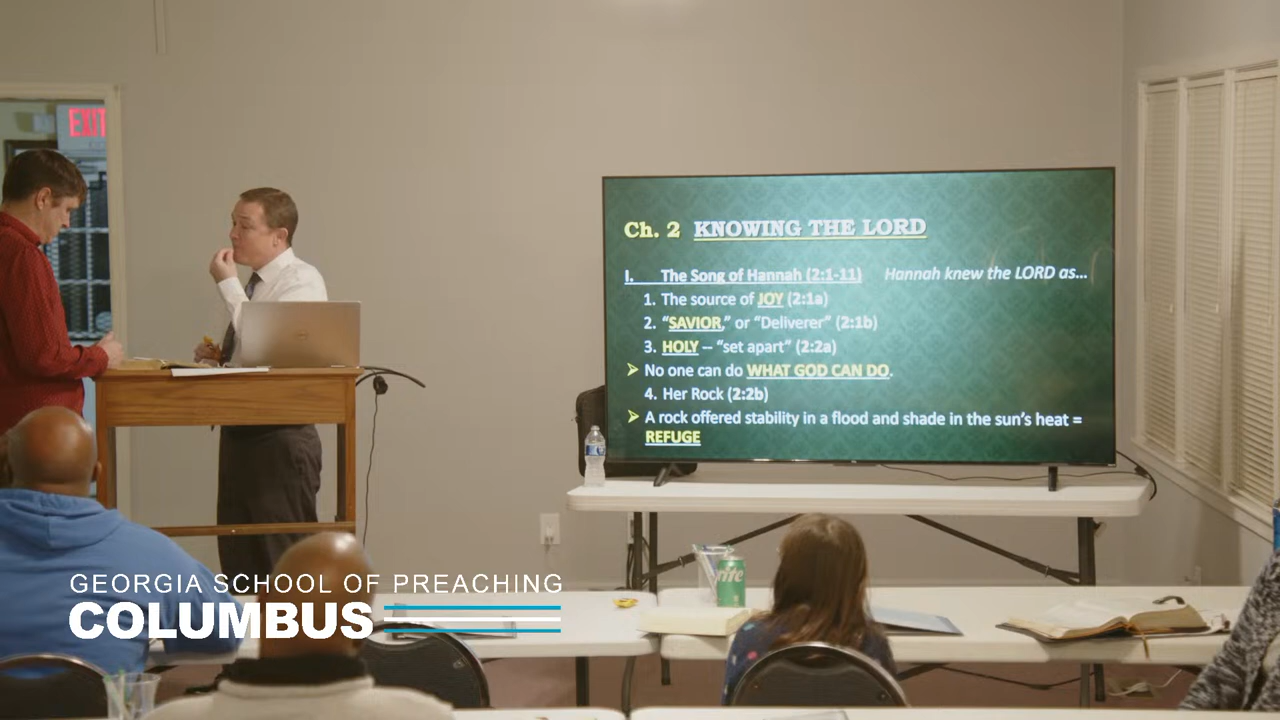 EXIT
Ch. 2 KNOWING THE LORD
I. The Song of Hannah (2:1-11) Hannah knew the LORD as...
1. The source of JOY (2:1a)
2. “SAVIOR,” or “Deliverer” (2:1b)
3. HOLY – “set apart” (2:2a)
➢ No one can do WHAT GOD CAN DO.
4. Her Rock (2:2b)
➢ A rock offered stability in a flood and shade in the sun’s heat =
REFUGE
rite
GEORGIA SCHOOL OF PREACHING
COLUMBUS